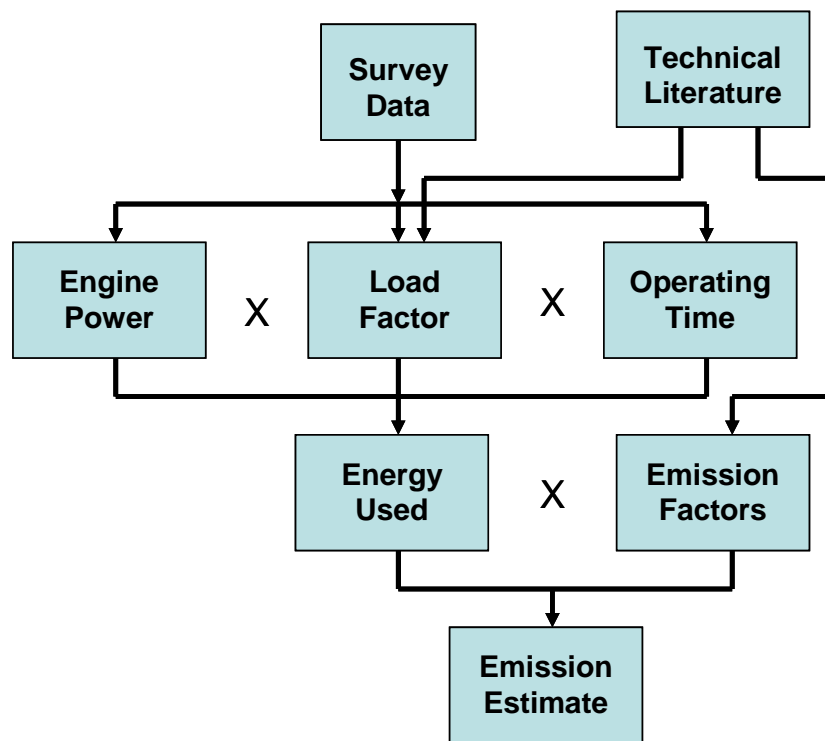 Survey
Data
Technical
Literature
Engine
Power
X
Load
Factor
X
Operating
Time
Energy
Used
X
Emission
Factors
Emission
Estimate